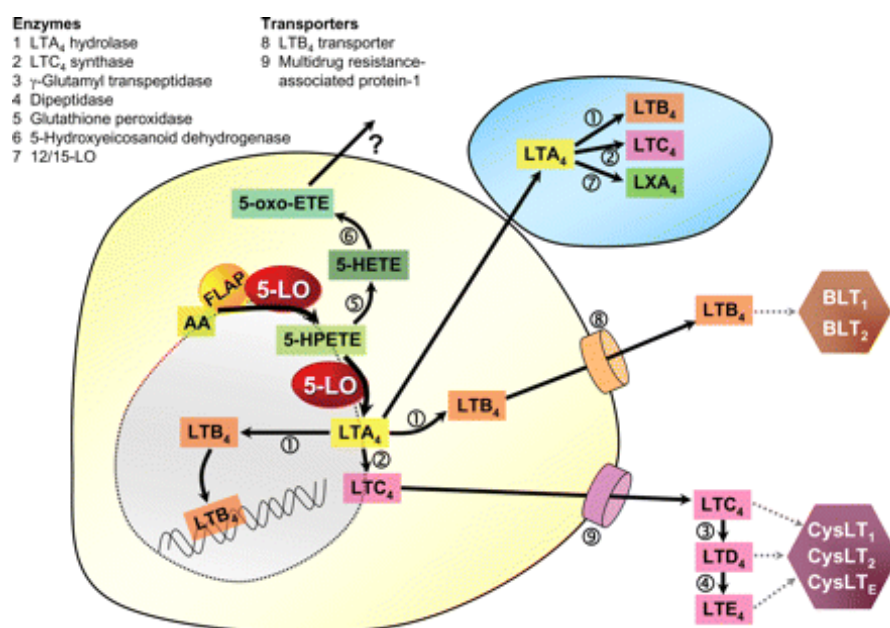 Enzymes
1 LTA₄ hydrolase
2 LTC₄ synthase
3 γ-Glutamyl transpeptidase
4 Dipeptidase
5 Glutathione peroxidase
6 5-Hydroxyeicosanoid dehydrogenase
7 12/15-LO
Transporters
8 LTB₄ transporter
9 Multidrug resistance-
associated protein-1
?
5-oxo-ETE
⑥
5-HETE
⑤
FLAP
5-LO
AA
5-HPETE
5-LO
LTA₄
①
LTB₄
LTB₄
②
LTC₄
①
LTB₄
LTA₄
①
LTB₄
②
LTC₄
⑦
LXA₄
⑧
LTB₄
BLT₁
BLT₂
⑨
LTC₄
③
LTD₄
④
LTE₄
CysLT₁
CysLT₂
CysLTE